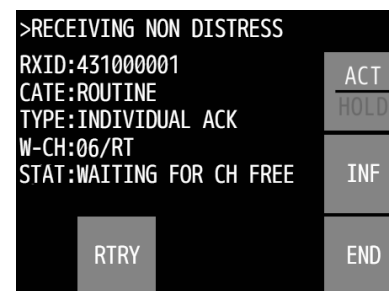 >RECEIVING NON DISTRESS
RXID:431000001
CATE:ROUTINE
TYPE:INDIVIDUAL ACK
W-CH:06/RT
STAT:WAITING FOR CH FREE
ACT
HOLD
INF
RTRY
END